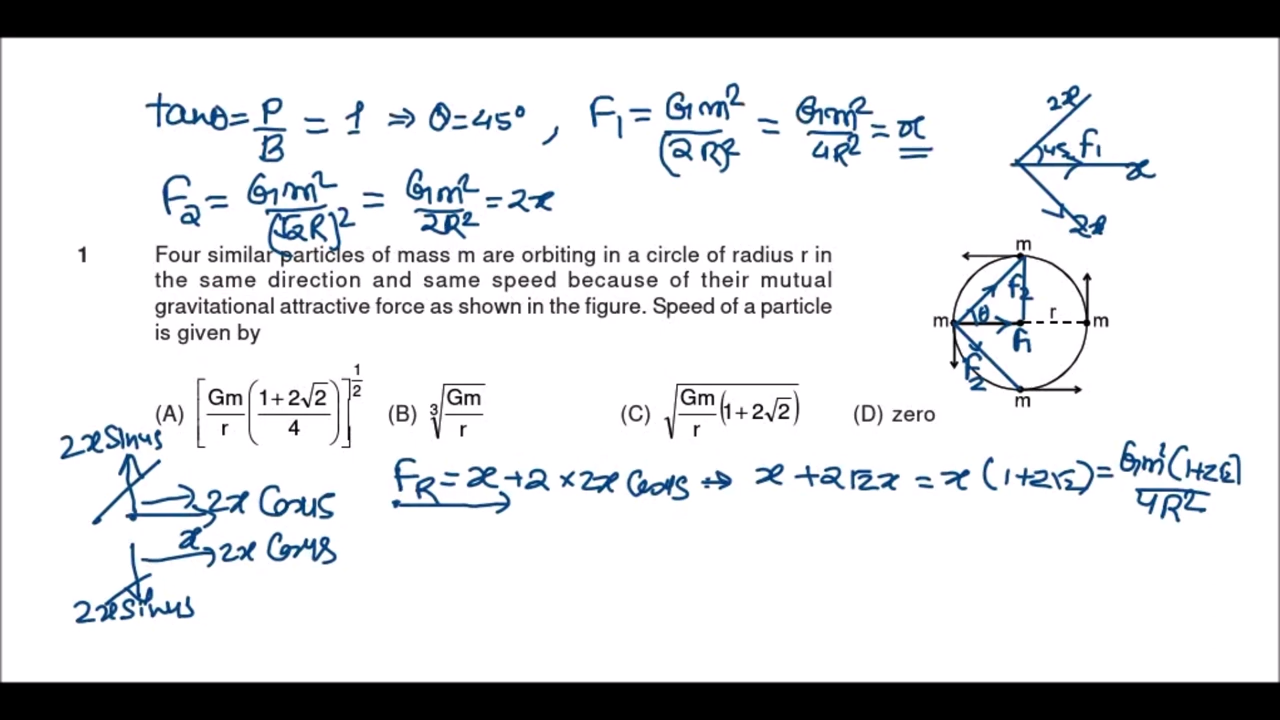 tanθ = P/B = 1 ⇒ θ = 45° , F₁ = Gm²/(2R)² = Gm²/4R² = x
F₂ = Gm²/(√2R)² = Gm²/2R² = 2x
2x
45 F₁
x
2x
1 Four similar particles of mass m are orbiting in a circle of radius r in
the same direction and same speed because of their mutual
gravitational attractive force as shown in the figure. Speed of a particle
is given by
m
F₂
m θ r m
F₁
F₂
m
(A) [Gm/r ((1+2√2)/4)]^(1/2) (B) ∛(Gm/r) (C) √(Gm/r (1+2√2)) (D) zero
2x Sin45
2x Cos45
x
2x Cos45
2x Sin45
F_R = x + 2 × 2x Cos45 ⇒ x + 2√2x = x (1+2√2) = Gm²(1+2√2)/4R²